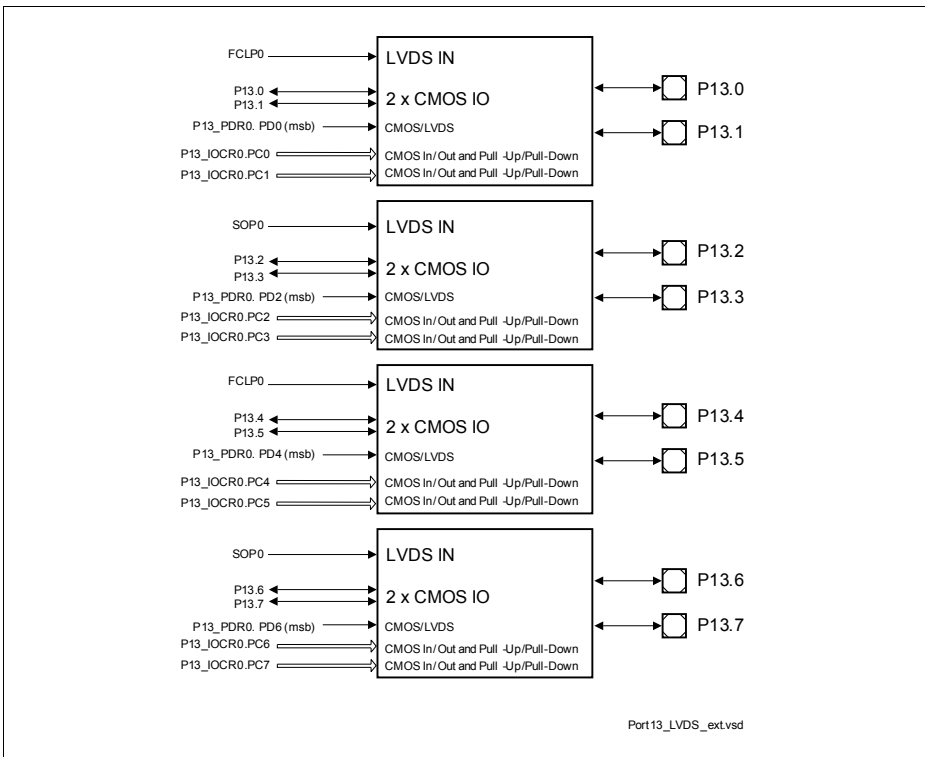 FCLP0
LVDS IN
P13.0
P13.1
2 x CMOS IO
P13_PDR0. PD0 (msb)
CMOS/LVDS
P13_IOCR0.PC0
CMOS In/Out and Pull -Up/Pull-Down
P13_IOCR0.PC1
CMOS In/Out and Pull -Up/Pull-Down
P13.0
P13.1
SOP0
LVDS IN
P13.2
P13.3
2 x CMOS IO
P13_PDR0. PD2 (msb)
CMOS/LVDS
P13_IOCR0.PC2
CMOS In/Out and Pull -Up/Pull-Down
P13_IOCR0.PC3
CMOS In/Out and Pull -Up/Pull-Down
P13.2
P13.3
FCLP0
LVDS IN
P13.4
P13.5
2 x CMOS IO
P13_PDR0. PD4 (msb)
CMOS/LVDS
P13_IOCR0.PC4
CMOS In/Out and Pull -Up/Pull-Down
P13_IOCR0.PC5
CMOS In/Out and Pull -Up/Pull-Down
P13.4
P13.5
SOP0
LVDS IN
P13.6
P13.7
2 x CMOS IO
P13_PDR0. PD6 (msb)
CMOS/LVDS
P13_IOCR0.PC6
CMOS In/Out and Pull -Up/Pull-Down
P13_IOCR0.PC7
CMOS In/Out and Pull -Up/Pull-Down
P13.6
P13.7
Port13_LVDS_ext.vsd